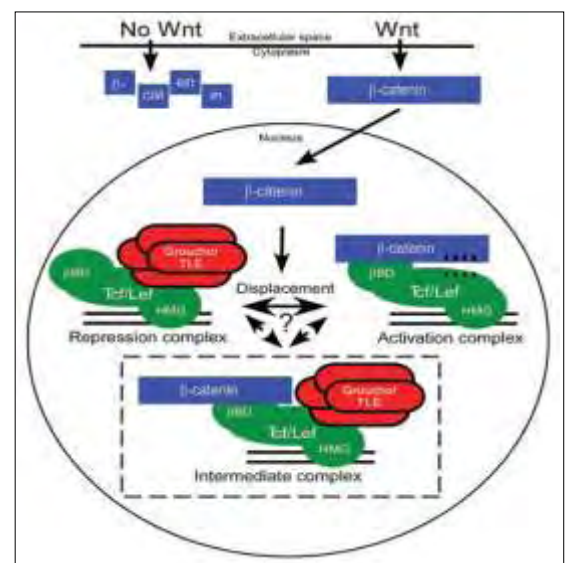 No Wnt
Extracellular space
Wnt
Cytoplasm
β-
cat
en
in
β-catenin
Nucleus
β-catenin
Groucho/
TLE
βBD
Tcf/Lef
HMG
Repression complex
Displacement
?
β-catenin
βBD
Tcf/Lef
HMG
Activation complex
β-catenin
Groucho/
TLE
βBD
Tcf/Lef
HMG
Intermediate complex